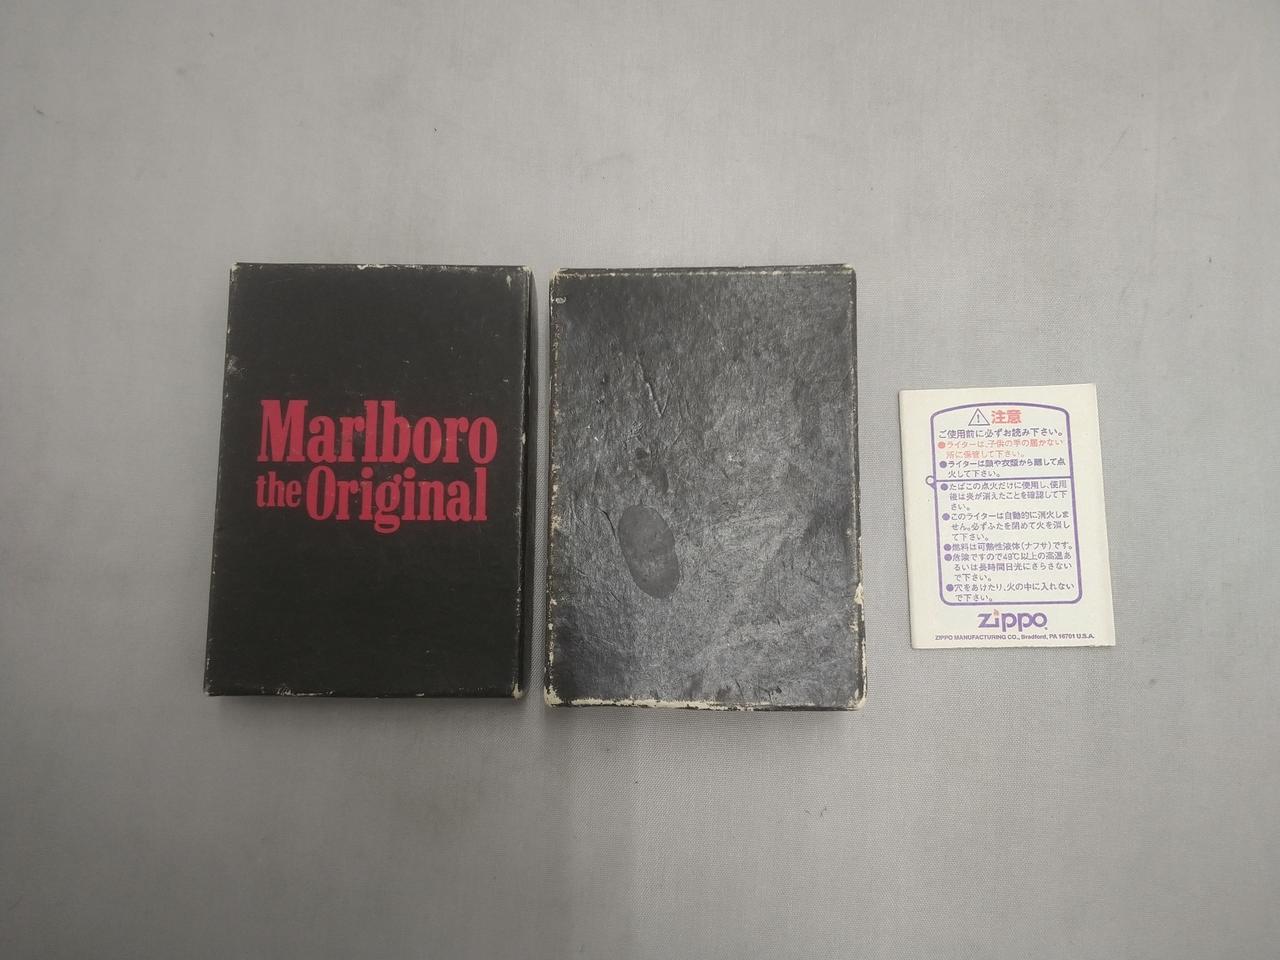 Marlboro
the Original
注意
ご使用前に必ずお読み下さい。
●ライターは、子供の手の届かない
所に保管して下さい。
●ライターは顔や衣類から離して点
火して下さい。
●たばこの点火だけに使用し、使用
後は炎が消えたことを確認して下
さい。
●このライターは自動的に消火しま
せん。必ずふたを閉めて火を消し
て下さい。
●燃料は可熱性液体(ナフサ)です。
●危険ですので49℃以上の高温あ
るいは長時間日光にさらさない
で下さい。
●穴をあけたり、火の中に入れない
で下さい。
zippo
ZIPPO MANUFACTURING CO., Bradford, PA 16701 U.S.A.